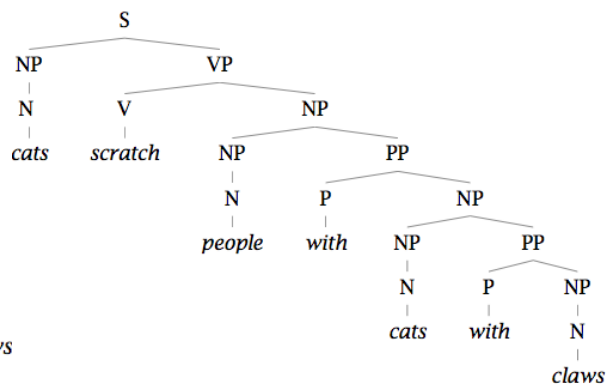 S
NP VP
N V NP
cats scratch NP PP
N P NP
people with NP PP
N P NP
cats with N
claws